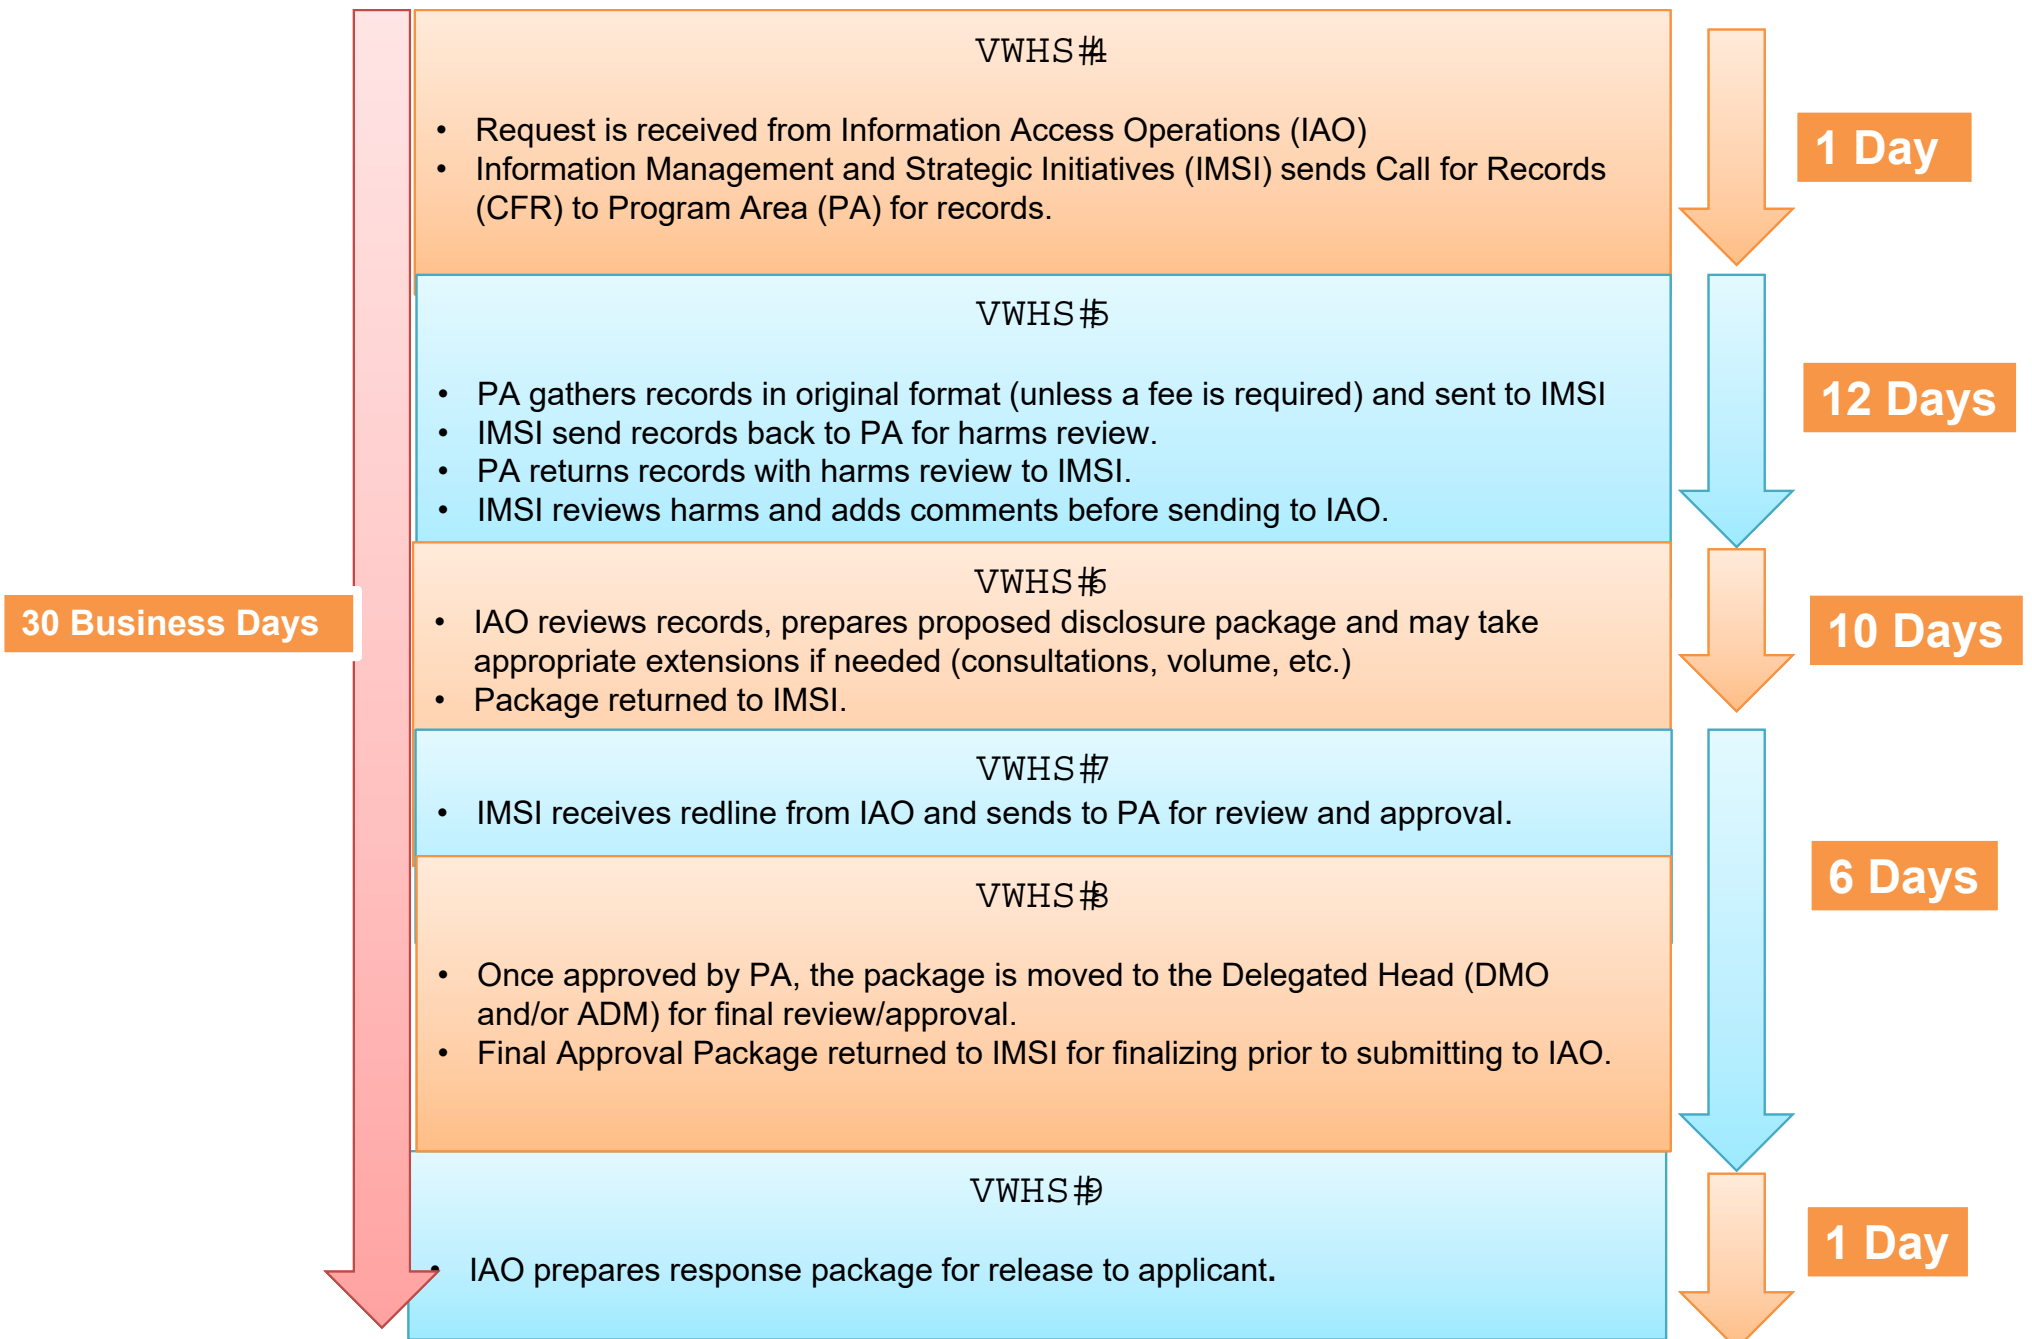 VWHS#4
• Request is received from Information Access Operations (IAO)
• Information Management and Strategic Initiatives (IMSI) sends Call for Records
(CFR) to Program Area (PA) for records.
1 Day
VWHS#5
• PA gathers records in original format (unless a fee is required) and sent to IMSI
• IMSI send records back to PA for harms review.
• PA returns records with harms review to IMSI.
• IMSI reviews harms and adds comments before sending to IAO.
12 Days
30 Business Days
VWHS#6
• IAO reviews records, prepares proposed disclosure package and may take
appropriate extensions if needed (consultations, volume, etc.)
• Package returned to IMSI.
10 Days
VWHS#7
• IMSI receives redline from IAO and sends to PA for review and approval.
6 Days
VWHS#8
• Once approved by PA, the package is moved to the Delegated Head (DMO
and/or ADM) for final review/approval.
• Final Approval Package returned to IMSI for finalizing prior to submitting to IAO.
VWHS#9
• IAO prepares response package for release to applicant.
1 Day